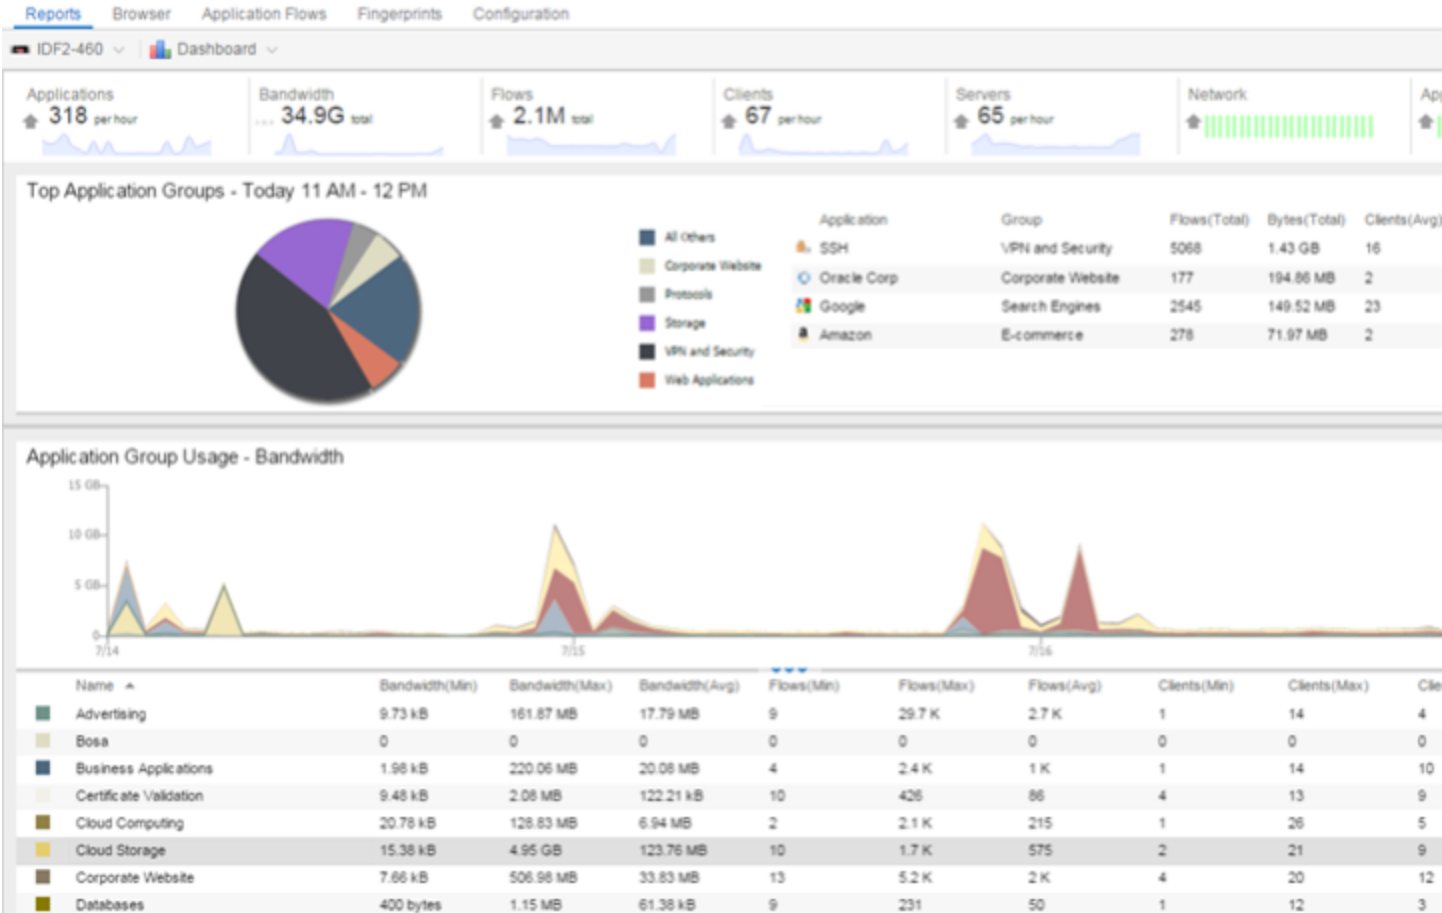 Reports Browser Application Flows Fingerprints Configuration
IDF2-460 Dashboard
Applications Bandwidth Flows Clients Servers Network
318 per hour ... 34.9G total 2.1M total 67 per hour 65 per hour
Top Application Groups - Today 11 AM - 12 PM
All Others
Corporate Website
Protocols
Storage
VPN and Security
Web Applications
Application Group Flows(Total) Bytes(Total) Clients(Avg)
SSH VPN and Security 5068 1.43 GB 16
Oracle Corp Corporate Website 177 194.86 MB 2
Google Search Engines 2545 149.52 MB 23
Amazon E-commerce 278 71.97 MB 2
Application Group Usage - Bandwidth
15 GB
10 GB
5 GB
0
7/14 7/15 7/16
Name Bandwidth(Min) Bandwidth(Max) Bandwidth(Avg) Flows(Min) Flows(Max) Flows(Avg) Clients(Min) Clients(Max) Clie
Advertising 9.73 kB 161.87 MB 17.79 MB 9 29.7 K 2.7 K 1 14 4
Bosa 0 0 0 0 0 0 0 0 0
Business Applications 1.98 kB 220.06 MB 20.08 MB 4 2.4 K 1 K 1 14 10
Certificate Validation 9.48 kB 2.08 MB 122.21 kB 10 426 86 4 13 9
Cloud Computing 20.78 kB 128.83 MB 6.94 MB 2 2.1 K 215 1 26 5
Cloud Storage 15.38 kB 4.95 GB 123.76 MB 10 1.7 K 575 2 21 9
Corporate Website 7.66 kB 506.98 MB 33.83 MB 13 5.2 K 2 K 4 20 12
Databases 400 bytes 1.15 MB 61.38 kB 9 231 50 1 12 3